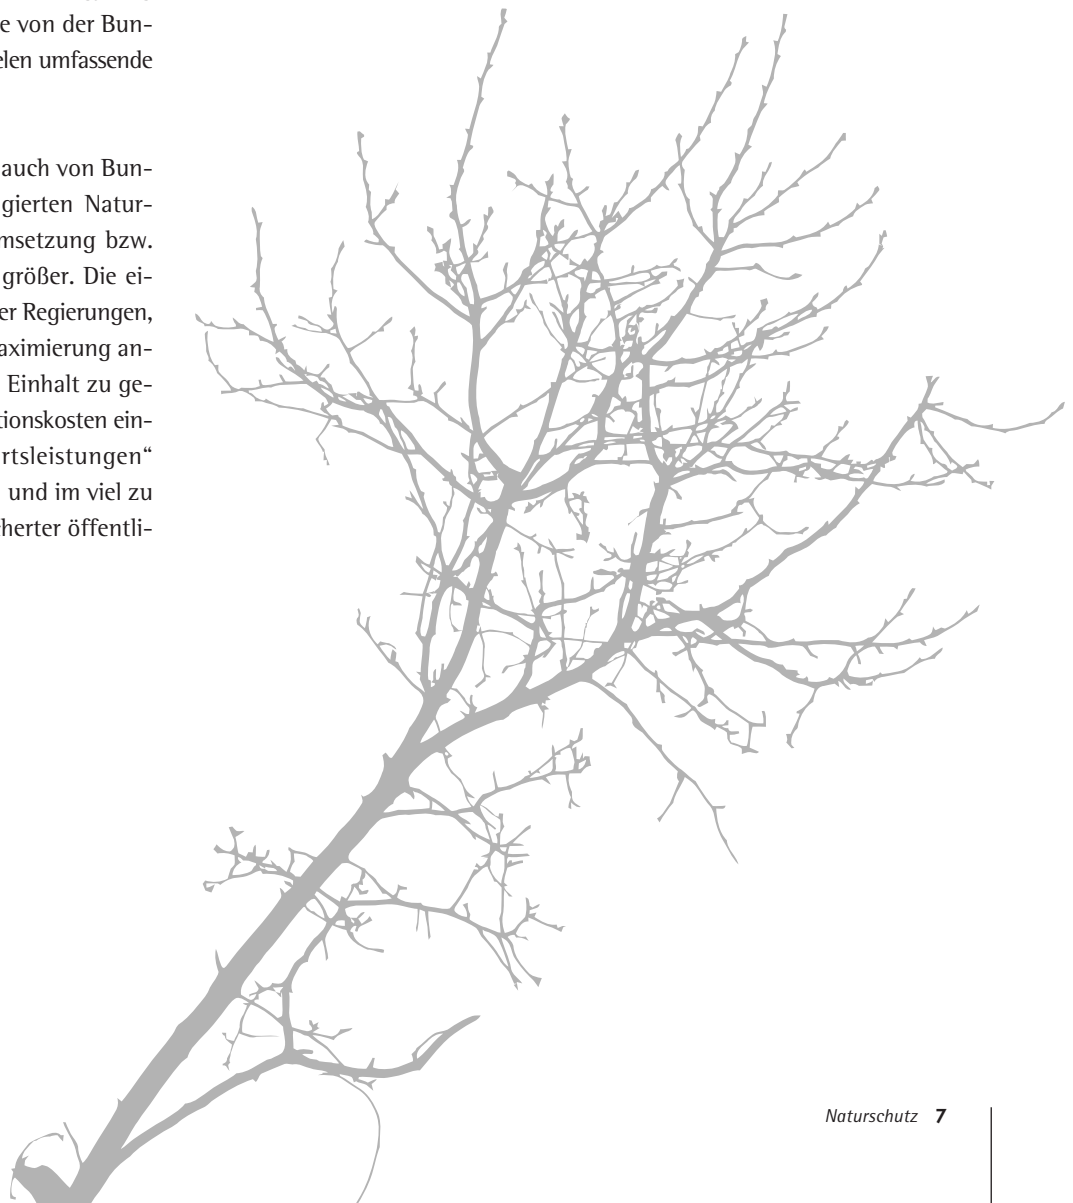 e von der Bun-
elen umfassende
auch von Bun-
gierten Natur-
msetzung bzw.
größer. Die ei-
er Regierungen,
aximierung an-
Einhalt zu ge-
tionskosten ein-
rtsleistungen“
und im viel zu
herter öffentli-
Naturschutz 7